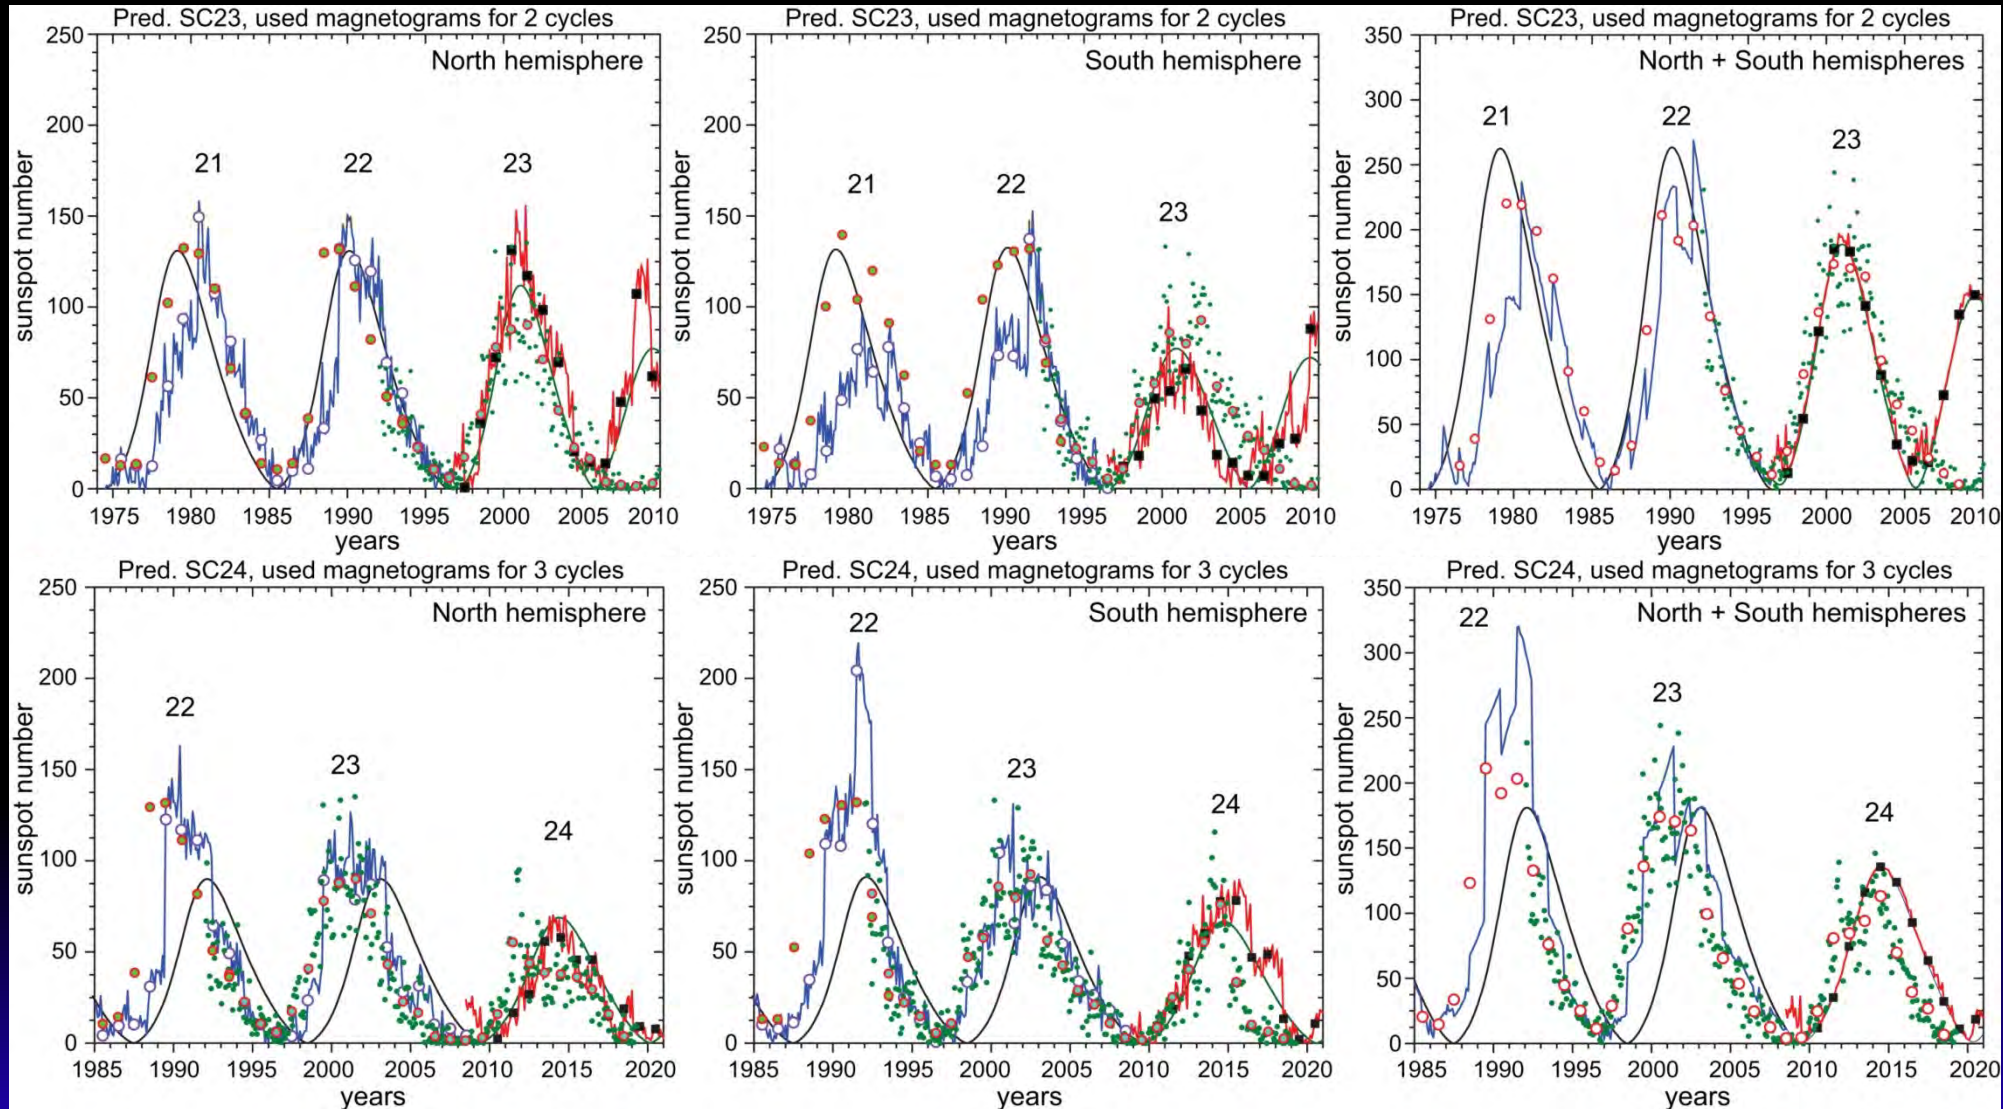 Pred. SC23, used magnetograms for 2 cycles
North hemisphere
21
22
23
sunspot number
250
200
150
100
50
0
1975 1980 1985 1990 1995 2000 2005 2010
years
Pred. SC23, used magnetograms for 2 cycles
South hemisphere
21
22
23
sunspot number
250
200
150
100
50
0
1975 1980 1985 1990 1995 2000 2005 2010
years
Pred. SC23, used magnetograms for 2 cycles
North + South hemispheres
21
22
23
sunspot number
350
300
250
200
150
100
50
0
1975 1980 1985 1990 1995 2000 2005 2010
years
Pred. SC24, used magnetograms for 3 cycles
North hemisphere
22
23
24
sunspot number
250
200
150
100
50
0
1985 1990 1995 2000 2005 2010 2015 2020
years
Pred. SC24, used magnetograms for 3 cycles
South hemisphere
22
23
24
sunspot number
250
200
150
100
50
0
1985 1990 1995 2000 2005 2010 2015 2020
years
Pred. SC24, used magnetograms for 3 cycles
North + South hemispheres
22
23
24
sunspot number
350
300
250
200
150
100
50
0
1985 1990 1995 2000 2005 2010 2015 2020
years